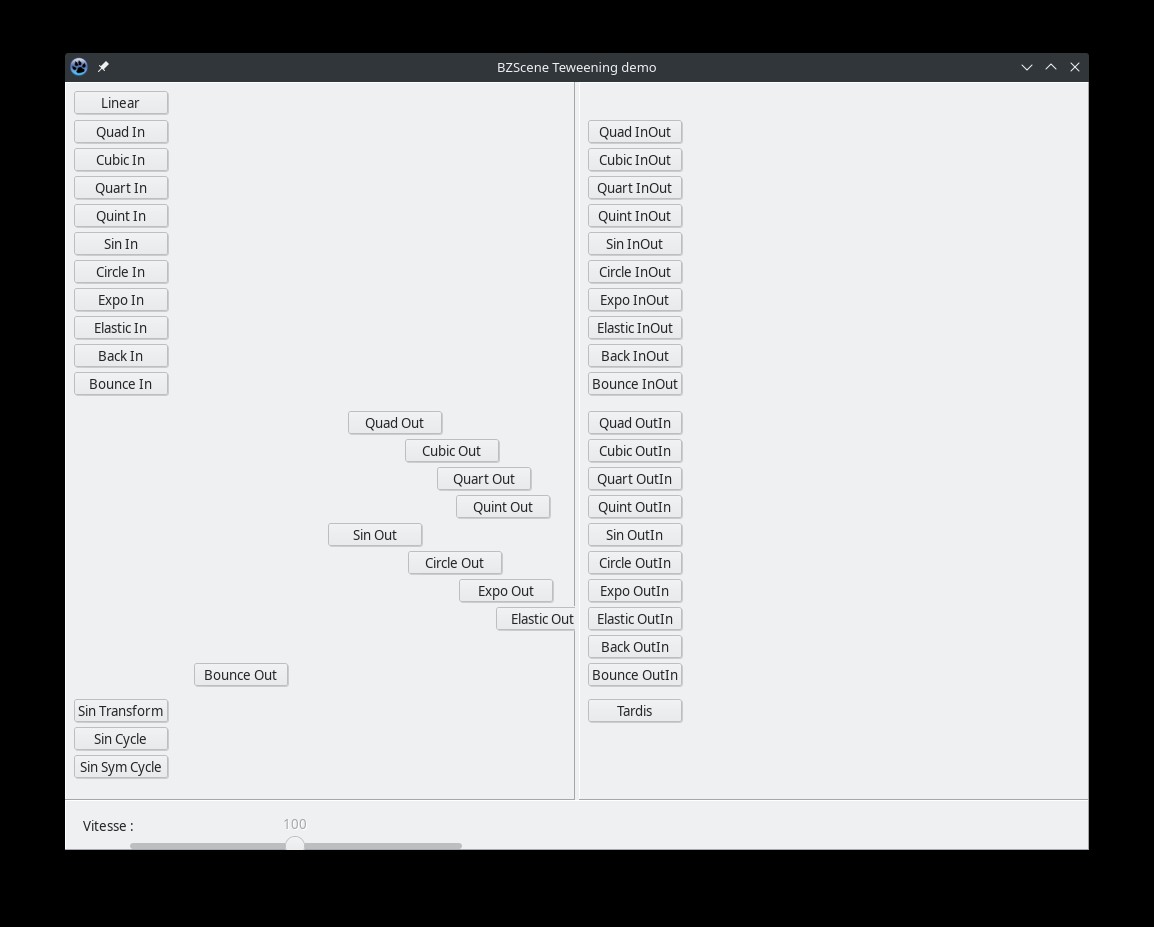 BZScene Teweening demo
Linear
Quad In
Cubic In
Quart In
Quint In
Sin In
Circle In
Expo In
Elastic In
Back In
Bounce In
Quad Out
Cubic Out
Quart Out
Quint Out
Sin Out
Circle Out
Expo Out
Elastic Out
Bounce Out
Sin Transform
Sin Cycle
Sin Sym Cycle
Quad InOut
Cubic InOut
Quart InOut
Quint InOut
Sin InOut
Circle InOut
Expo InOut
Elastic InOut
Back InOut
Bounce InOut
Quad OutIn
Cubic OutIn
Quart OutIn
Quint OutIn
Sin OutIn
Circle OutIn
Expo OutIn
Elastic OutIn
Back OutIn
Bounce OutIn
Tardis
Vitesse :
100